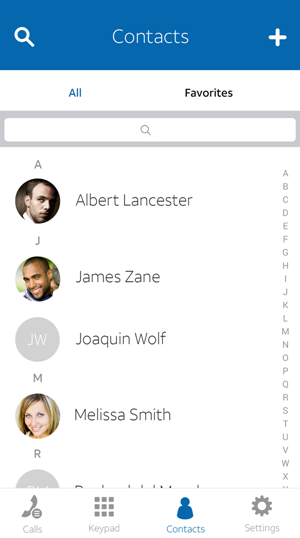 Contacts
All Favorites
A
Albert Lancester
J
James Zane
JW Joaquin Wolf
M
Melissa Smith
R
A
B
C
D
E
F
G
H
I
J
K
L
M
N
O
P
Q
R
S
T
U
V
W
X
Calls Keypad Contacts Settings